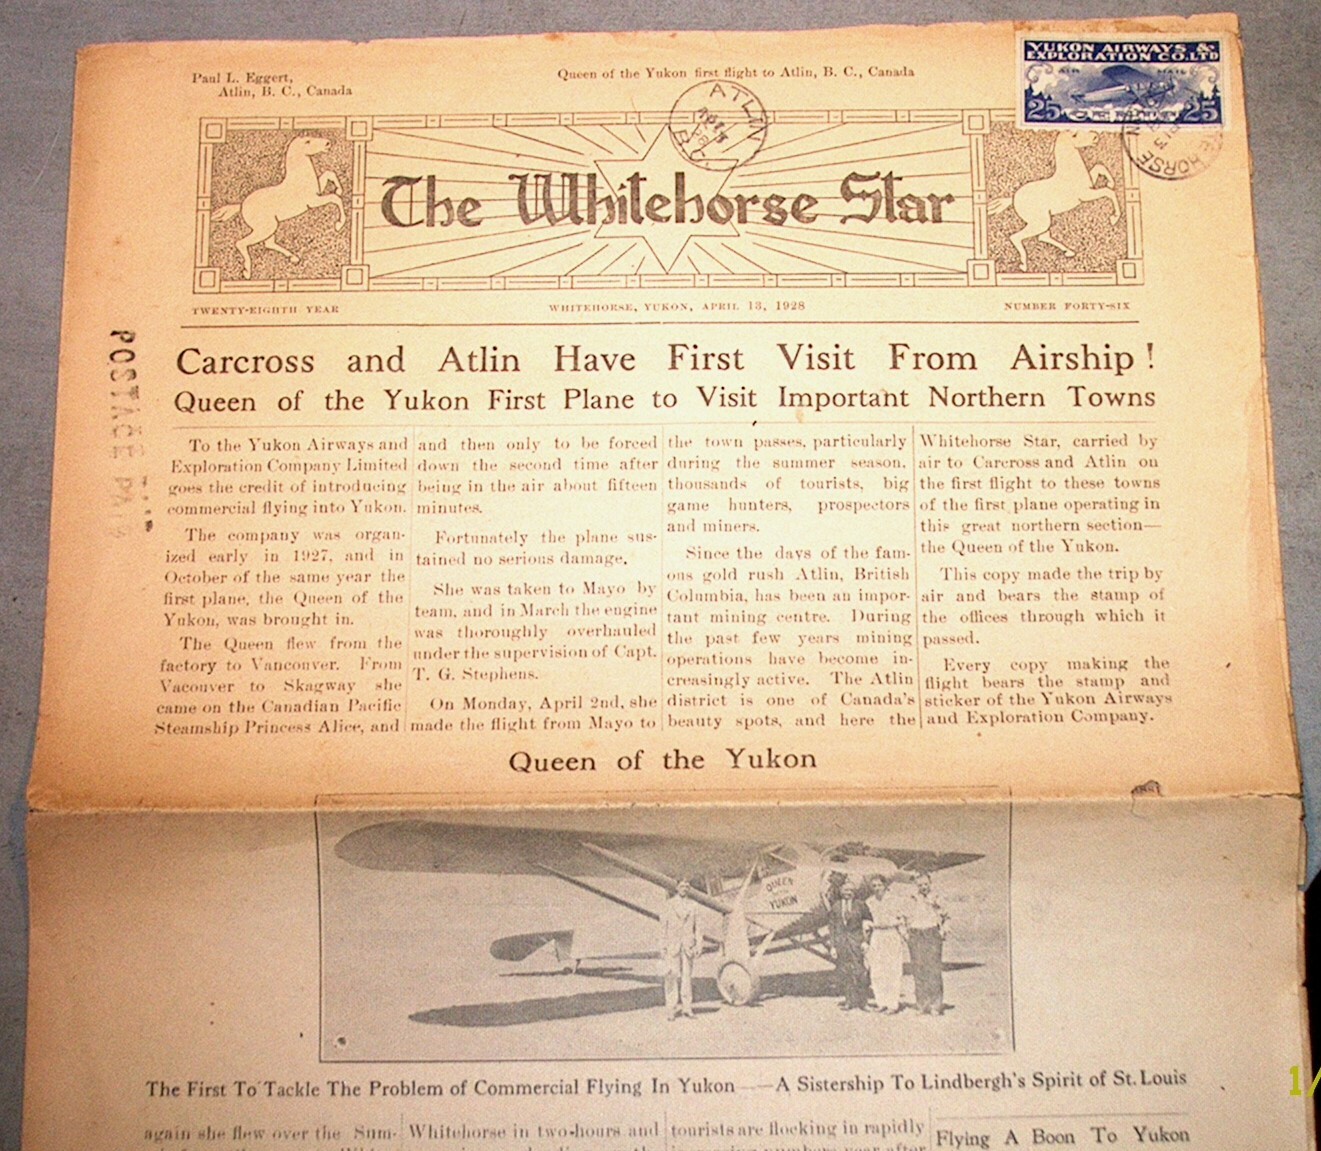 Paul L. Eggert,
Atlin, B. C., Canada
Queen of the Yukon first flight to Atlin, B. C., Canada
YUKON AIRWAYS &
EXPLORATION CO. LTD
AIR MAIL
25 25
ATLIN
B.C.
The Whitehorse Star
TWENTY-EIGHTH YEAR
WHITEHORSE, YUKON, APRIL 13, 1928
NUMBER FORTY-SIX
POSTAGE PAID
Carcross and Atlin Have First Visit From Airship!
Queen of the Yukon First Plane to Visit Important Northern Towns
To the Yukon Airways and
Exploration Company Limited
goes the credit of introducing
commercial flying into Yukon.
The company was organ-
ized early in 1927, and in
October of the same year the
first plane, the Queen of the
Yukon, was brought in.
The Queen flew from the
factory to Vancouver. From
Vacouver to Skagway she
came on the Canadian Pacific
Steamship Princess Alice, and
and then only to be forced
down the second time after
being in the air about fifteen
minutes.
Fortunately the plane sus-
tained no serious damage.
She was taken to Mayo by
team, and in March the engine
was thoroughly overhauled
under the supervision of Capt.
T. G. Stephens.
On Monday, April 2nd, she
made the flight from Mayo to
the town passes, particularly
during the summer season,
thousands of tourists, big
game hunters, prospectors
and miners.
Since the days of the fam-
ous gold rush Atlin, British
Columbia, has been an impor-
tant mining centre. During
the past few years mining
operations have become in-
creasingly active. The Atlin
district is one of Canada's
beauty spots, and here the
Whitehorse Star, carried by
air to Carcross and Atlin on
the first flight to these towns
of the first plane operating in
this great northern section—
the Queen of the Yukon.
This copy made the trip by
air and bears the stamp of
the offices through which it
passed.
Every copy making the
flight bears the stamp and
sticker of the Yukon Airways
and Exploration Company.
Queen of the Yukon
QUEEN
YUKON
The First To Tackle The Problem of Commercial Flying In Yukon — —A Sistership To Lindbergh's Spirit of St. Louis
again she flew over the Sum-
Whitehorse in two-hours and
tourists are flocking in rapidly
Flying A Boon To Yukon